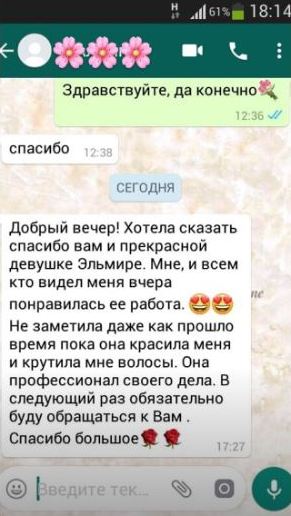 61% 18:14
Здравствуйте, да конечно
12:36
спасибо 12:38
СЕГОДНЯ
Добрый вечер! Хотела сказать
спасибо вам и прекрасной
девушке Эльмире. Мне, и всем
кто видел меня вчера
понравилась ее работа. 😍😍
Не заметила даже как прошло
время пока она красила меня
и крутила мне волосы. Она
профессионал своего дела. В
следующий раз обязательно
буду обращаться к Вам .
Спасибо большое🌹🌹
17:27
Введите тек...